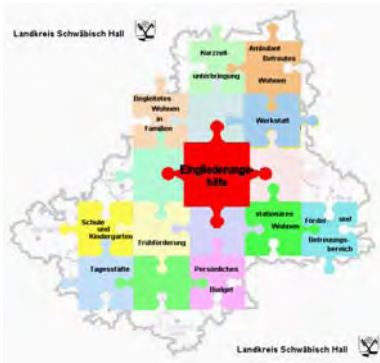 Landkreis Schwäbisch Hall
Kurzzeit-
unterbringung
Ambulant
Betreutes
Wohnen
Begleitetes
Wohnen
in
Familien
Werkstatt
Eingliederungs-
hilfe
Schule
und
Kindergarten
Frühförderung
stationäres
Wohnen
Förder- und
Betreuungs-
bereich
Tagesstätte
Persönliches
Budget
Landkreis Schwäbisch Hall